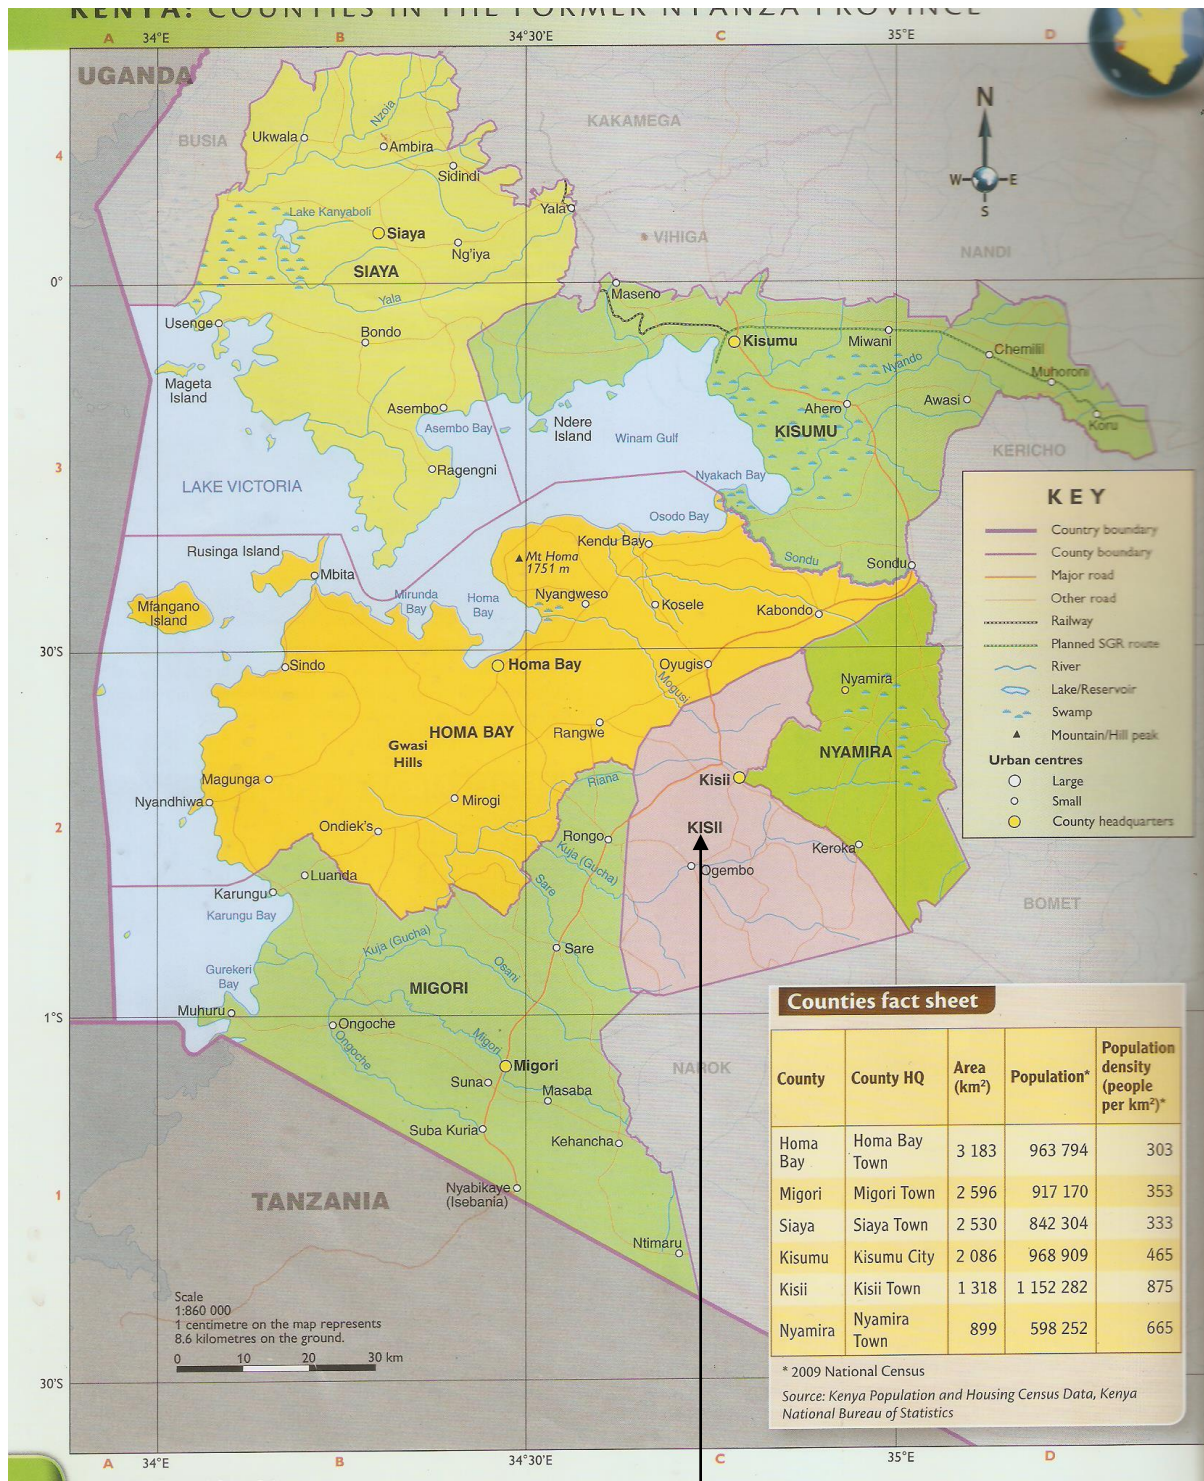 KENYA: COUNTIES IN THE FORMER NYANZA PROVINCE
A 34°E B 34°30'E C 35°E D
UGANDA
BUSIA
KAKAMEGA
VIHIGA
NANDI
N
W E
S
4
Ukwala
Nzoia
Ambira
Sidindi
Yala
Lake Kanyaboli
Siaya
Ng'iya
SIAYA
0°
Yala
Maseno
Usenge
Bondo
Kisumu
Miwani
Chemilil
Nyando
Muhoroni
Mageta
Island
Asembo
Ahero
Awasi
Koru
Asembo Bay
Ndere
Island
Winam Gulf
KISUMU
KERICHO
3
Ragengni
LAKE VICTORIA
Nyakach Bay
Osodo Bay
Rusinga Island
Kendu Bay
Mt Homa
1751 m
Sondu
Sondu
Mbita
Mfangano
Island
Mirunda
Bay
Homa
Bay
Nyangweso
Kosele
Kabondo
30'S
Sindo
Homa Bay
Oyugis
Mogusi
Nyamira
HOMA BAY
Gwasi
Hills
Rangwe
NYAMIRA
Magunga
Riana
Kisii
Nyandhiwa
Mirogi
2
Ondiek's
Rongo
KISII
Keroka
Kuja (Gucha)
Ogembo
Luanda
Karungu
Sare
Karungu Bay
BOMET
Kuja (Gucha)
Sare
Osani
Gurekeri
Bay
MIGORI
Muhuru
1°S
Ongoche
Ongoche
Migori
Migori
NAROK
Suna
Masaba
Suba Kuria
Kehancha
1
TANZANIA
Nyabikaye
(Isebania)
Ntimaru
KEY
Country boundary
County boundary
Major road
Other road
Railway
Planned SGR route
River
Lake/Reservoir
Swamp
Mountain/Hill peak
Urban centres
Large
Small
County headquarters
Counties fact sheet
County County HQ Area (km²) Population* Population density (people per km²)*
Homa Bay Homa Bay Town 3 183 963 794 303
Migori Migori Town 2 596 917 170 353
Siaya Siaya Town 2 530 842 304 333
Kisumu Kisumu City 2 086 968 909 465
Kisii Kisii Town 1 318 1 152 282 875
Nyamira Nyamira Town 899 598 252 665
* 2009 National Census
Source: Kenya Population and Housing Census Data, Kenya
National Bureau of Statistics
Scale
1:860 000
1 centimetre on the map represents
8.6 kilometres on the ground.
0 10 20 30 km
30'S
A 34°E B 34°30'E C 35°E D